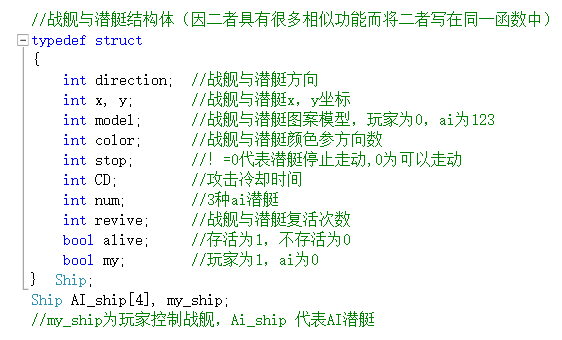 //战舰与潜艇结构体（因二者具有很多相似功能而将二者写在同一函数中）
typedef struct
{
int direction; //战舰与潜艇方向
int x, y; //战舰与潜艇x, y坐标
int model; //战舰与潜艇图案模型, 玩家为0, ai为123
int color; //战舰与潜艇颜色参方向数
int stop; //! =0代表潜艇停止走动,0为可以走动
int CD; //攻击冷却时间
int num; //3种ai潜艇
int revive; //战舰与潜艇复活次数
bool alive; //存活为1, 不存活为0
bool my; //玩家为1, ai为0
} Ship;
Ship AI_ship[4], my_ship;
//my_ship为玩家控制战舰, Ai_ship 代表AI潜艇